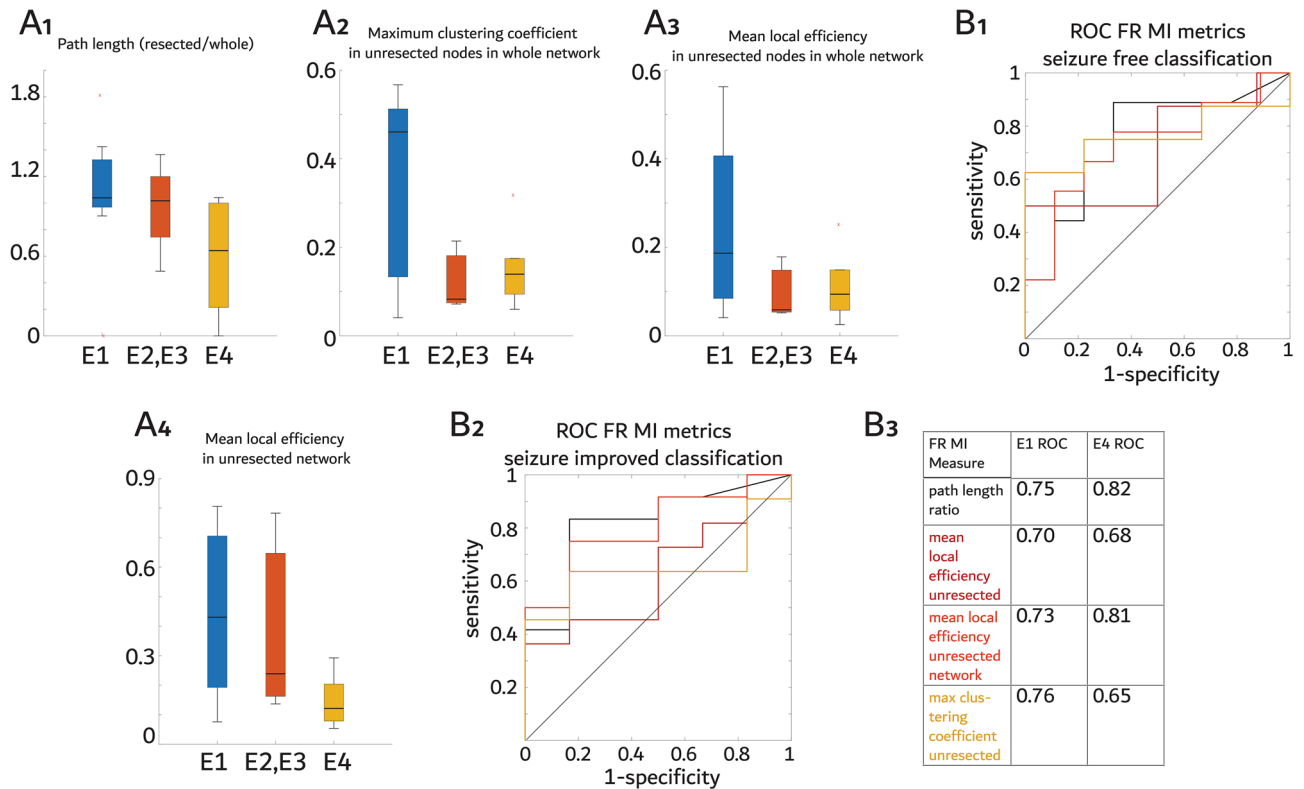 A1
Path length (resected/whole)
1.8
1.2
0.6
0
E1 E2,E3 E4
A2
Maximum clustering coefficient
in unresected nodes in whole network
0.6
0.4
0.2
0
E1 E2,E3 E4
A3
Mean local efficiency
in unresected nodes in whole network
0.6
0.4
0.2
0
E1 E2,E3 E4
B1
ROC FR MI metrics
seizure free classification
sensitivity
1
0.8
0.6
0.4
0.2
0 0.2 0.4 0.6 0.8 1
1-specificity
A4
Mean local efficiency
in unresected network
0.9
0.6
0.3
0
E1 E2,E3 E4
B2
ROC FR MI metrics
seizure improved classification
sensitivity
1
0.8
0.6
0.4
0.2
0 0.2 0.4 0.6 0.8 1
1-specificity
B3
FR MI
Measure
E1 ROC
E4 ROC
path length
ratio
0.75
0.82
mean
local
efficiency
unresected
0.70
0.68
mean local
efficiency
unresected
network
0.73
0.81
max clus-
tering
coefficient
unresected
0.76
0.65